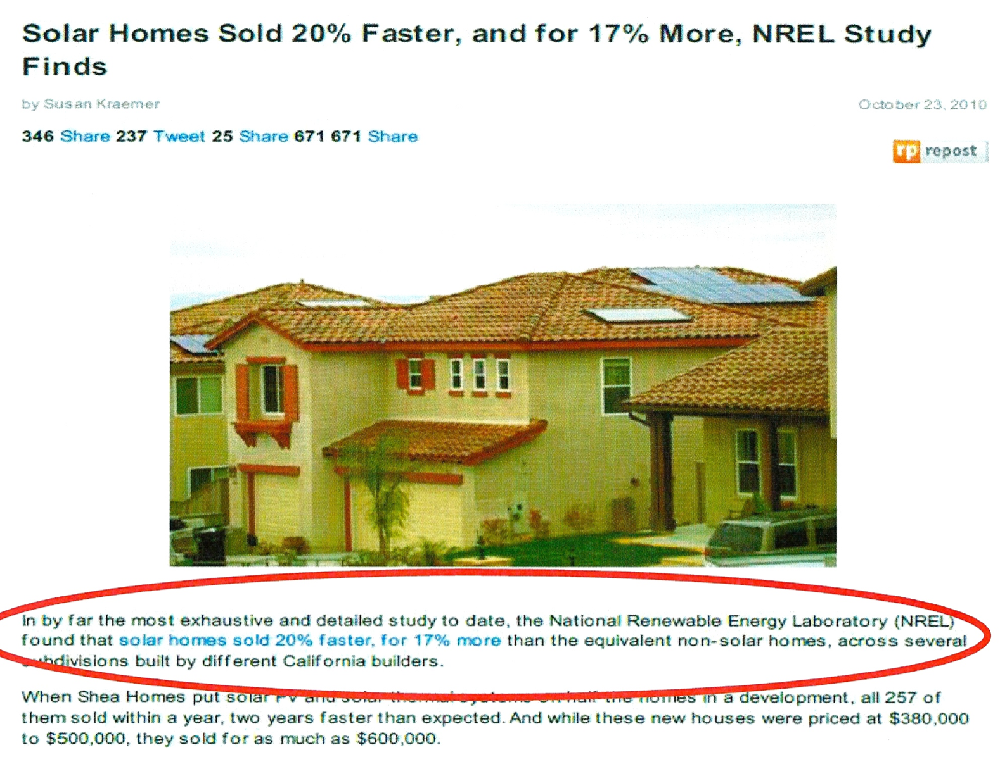 Solar Homes Sold 20% Faster, and for 17% More, NREL Study
Finds
by Susan Kraemer
October 23, 2010
346 Share 237 Tweet 25 Share 671 671 Share
rp repost
In by far the most exhaustive and detailed study to date, the National Renewable Energy Laboratory (NREL)
found that solar homes sold 20% faster, for 17% more than the equivalent non-solar homes, across several
subdivisions built by different California builders.
When Shea Homes put solar PV and solar thermal systems on half the homes in a development, all 257 of
them sold within a year, two years faster than expected. And while these new houses were priced at $380,000
to $500,000, they sold for as much as $600,000.